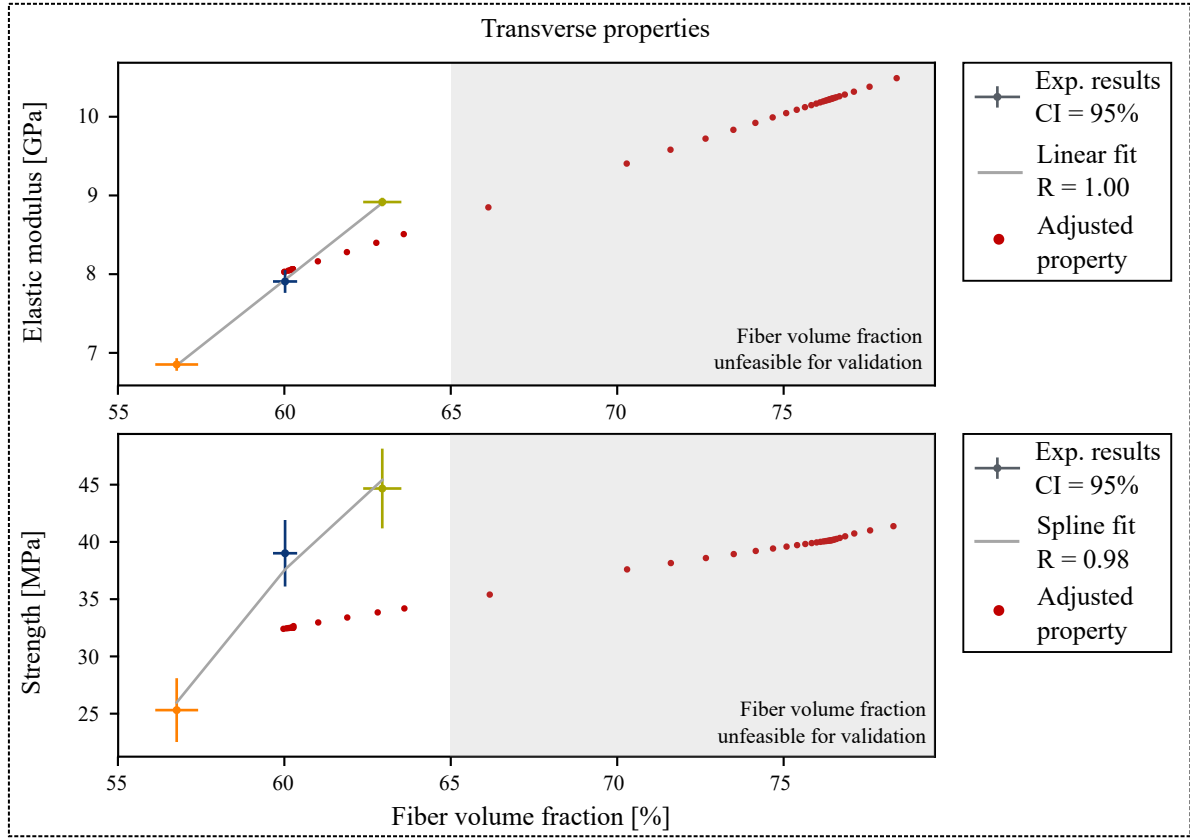 Transverse properties
Elastic modulus [GPa]
10
9
8
7
55
60
65
70
75
Fiber volume fraction
unfeasible for validation
Exp. results
CI = 95%
Linear fit
R = 1.00
Adjusted
property
Strength [MPa]
45
40
35
30
25
55
60
65
70
75
Fiber volume fraction
unfeasible for validation
Fiber volume fraction [%]
Exp. results
CI = 95%
Spline fit
R = 0.98
Adjusted
property